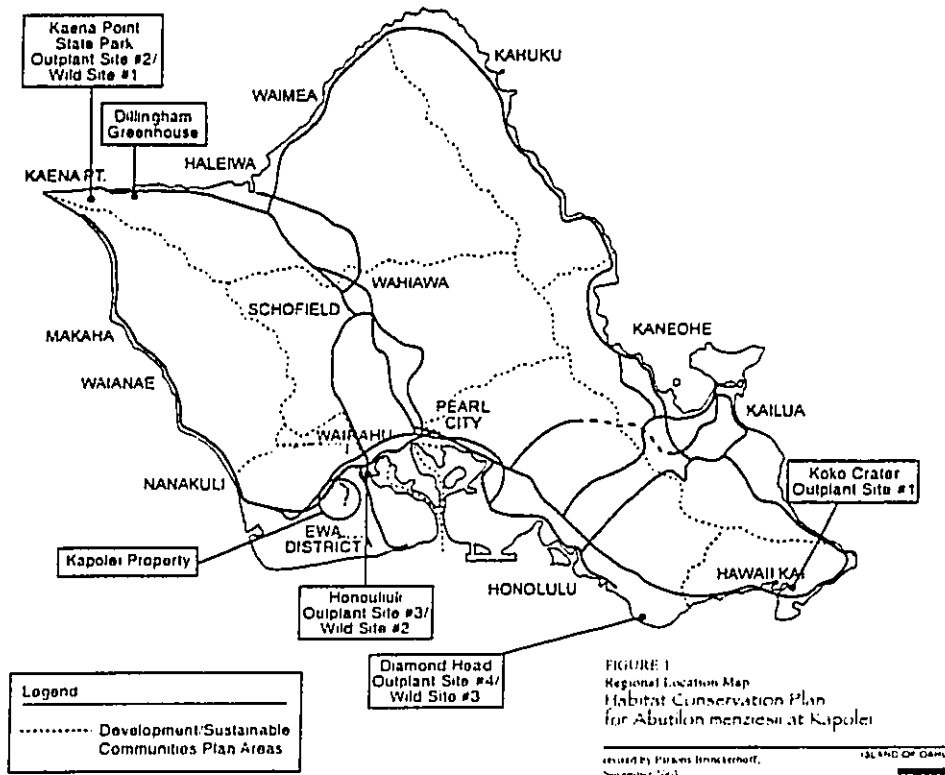 Kaena Point
State Park
Outplant Site #2/
Wild Site #1
Dillingham
Greenhouse
KAHUKU
WAIMEA
HALEIWA
KAENA PT.
WAHIAWA
SCHOFIELD
KANEOHE
MAKAHA
WAIANAE
PEARL
CITY
KAILUA
WAIPAHU
NANAKULI
Koko Crater
Outplant Site #1
EWA
DISTRICT
Kapolei Property
HONOLULU
HAWAII KAI
Honouliuli
Outplant Site #3/
Wild Site #2
Diamond Head
Outplant Site #4/
Wild Site #3
Legend
Development/Sustainable
Communities Plan Areas
FIGURE 1
Regional Location Map
Habitat Conservation Plan
for Abutilon menziesii at Kapolei
ISLAND OF OAHU